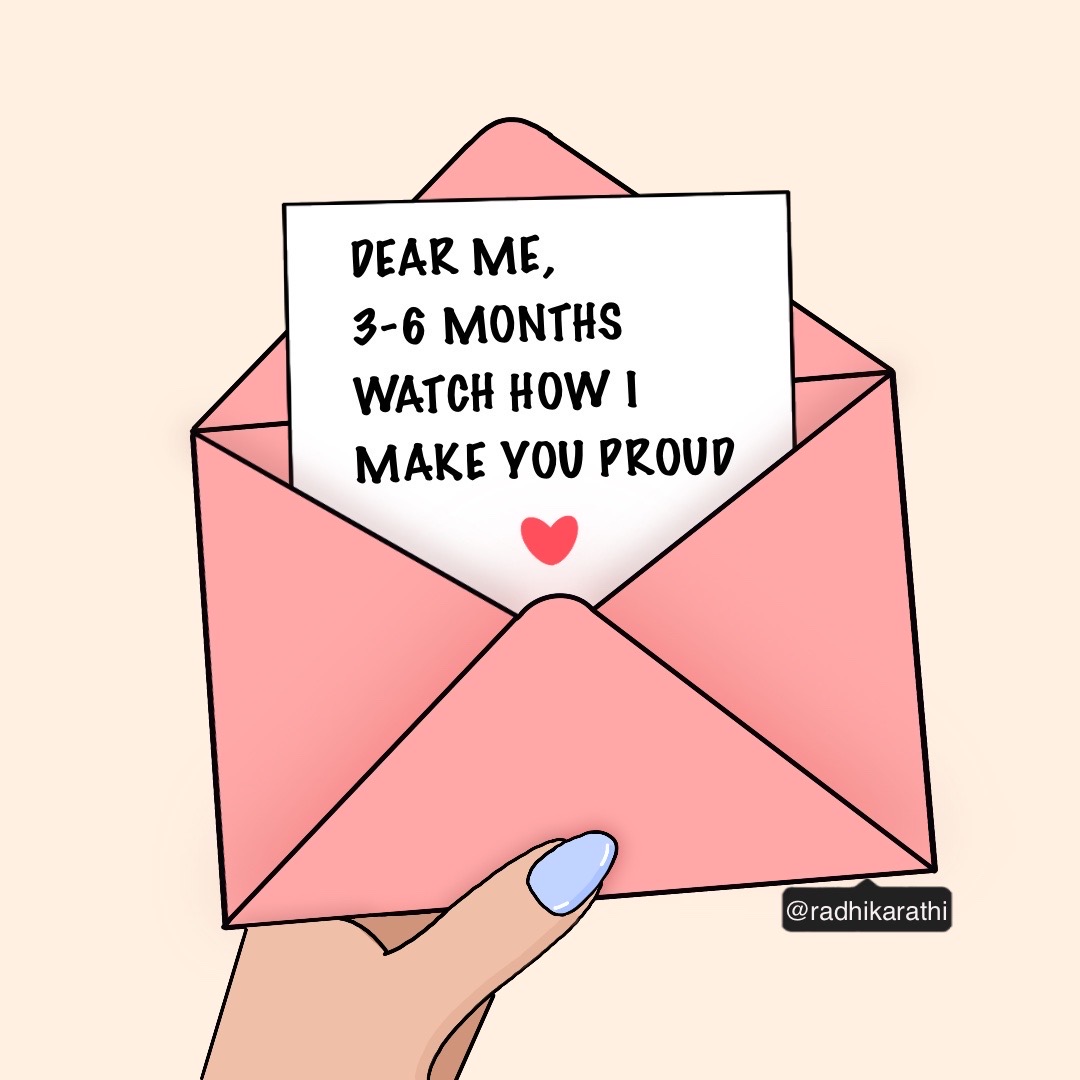 DEAR ME,
3-6 MONTHS
WATCH HOW I
MAKE YOU PROUD
@radhikarathi